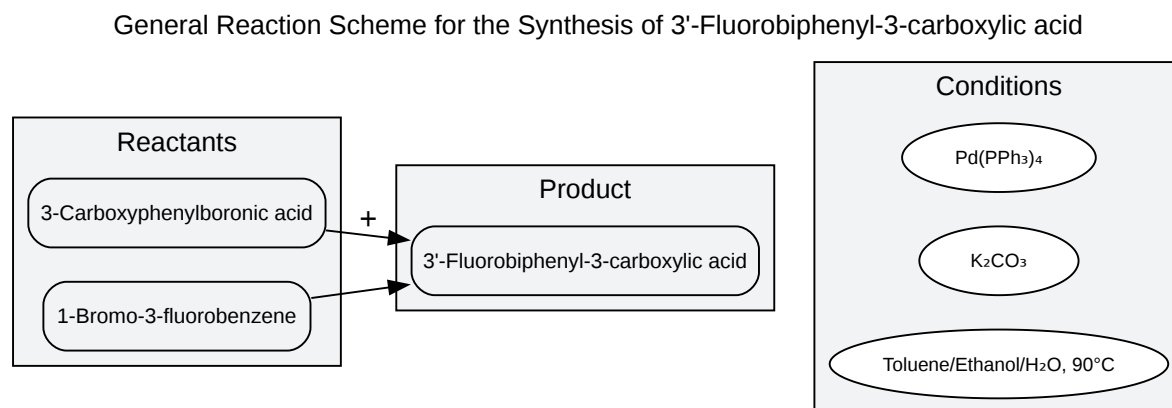 General Reaction Scheme for the Synthesis of 3'-Fluorobiphenyl-3-carboxylic acid
Reactants
3-Carboxyphenylboronic acid
1-Bromo-3-fluorobenzene
+
Product
3'-Fluorobiphenyl-3-carboxylic acid
Conditions
Pd(PPh₃)₄
K₂CO₃
Toluene/Ethanol/H₂O, 90°C